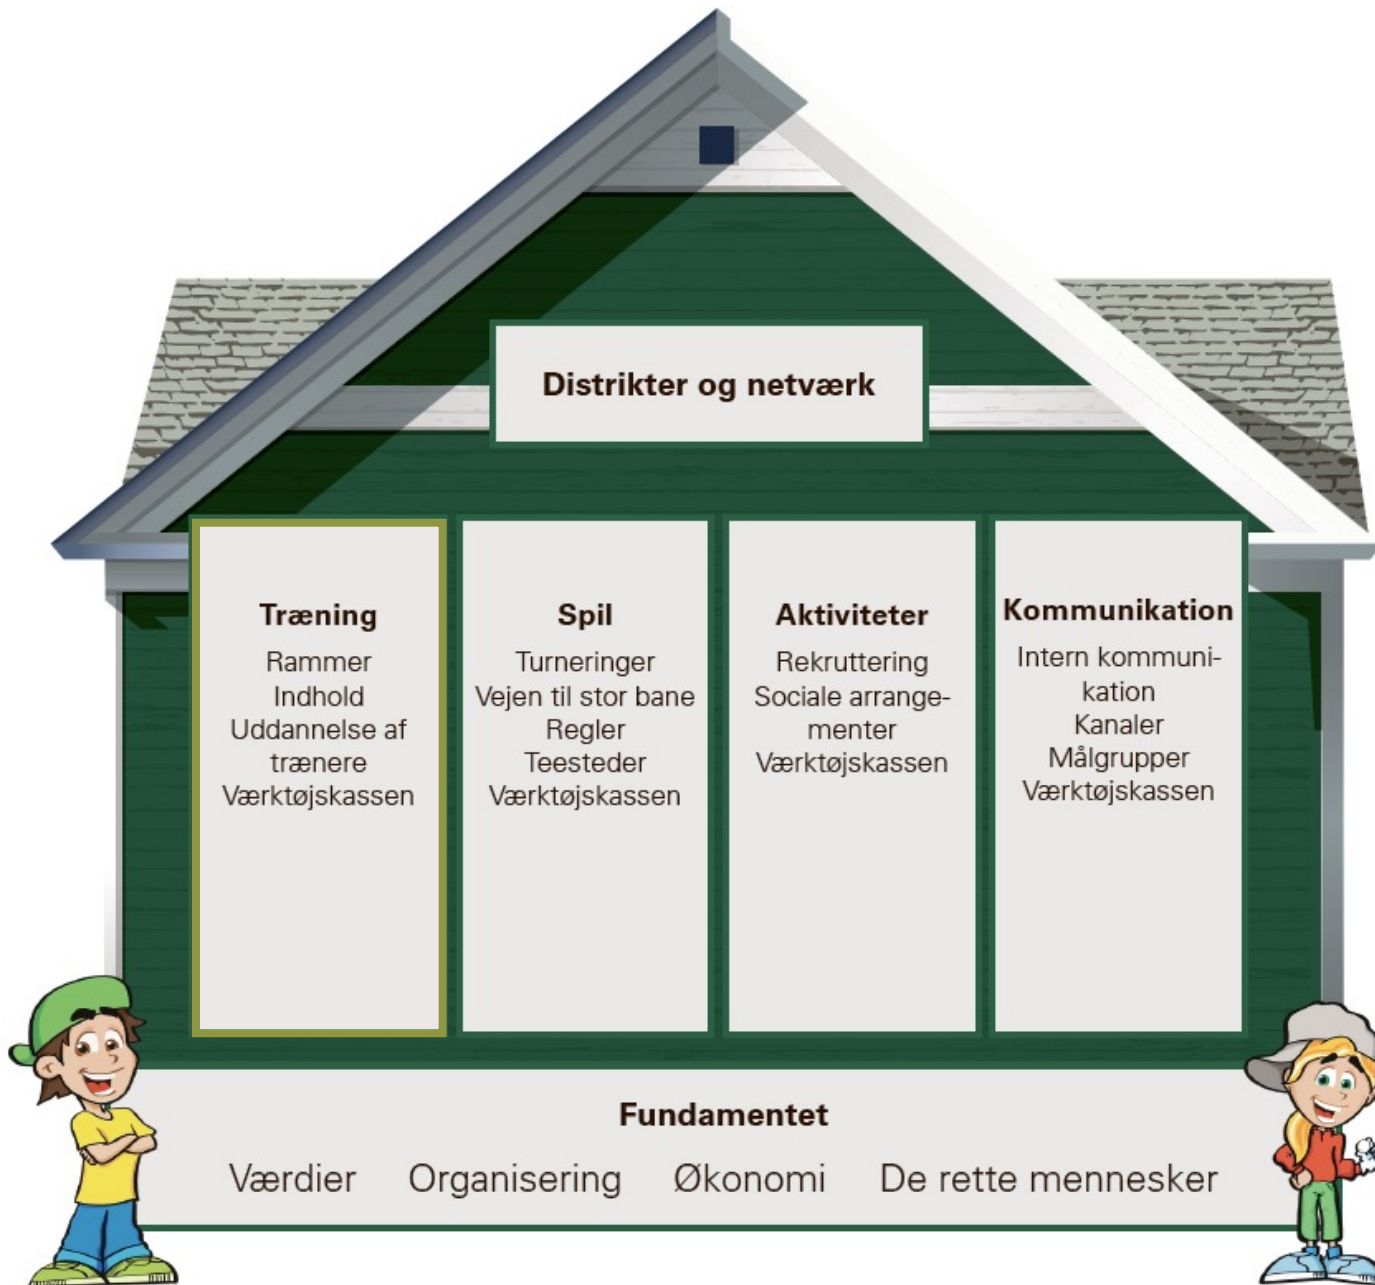 Distrikter og netværk
Træning
Rammer
Indhold
Uddannelse af
trænere
Værktøjskassen
Spil
Turneringer
Vejen til stor bane
Regler
Teesteder
Værktøjskassen
Aktiviteter
Rekruttering
Sociale arrange-
menter
Værktøjskassen
Kommunikation
Intern kommuni-
kation
Kanaler
Målgrupper
Værktøjskassen
Fundamentet
Værdier Organisering Økonomi De rette mennesker